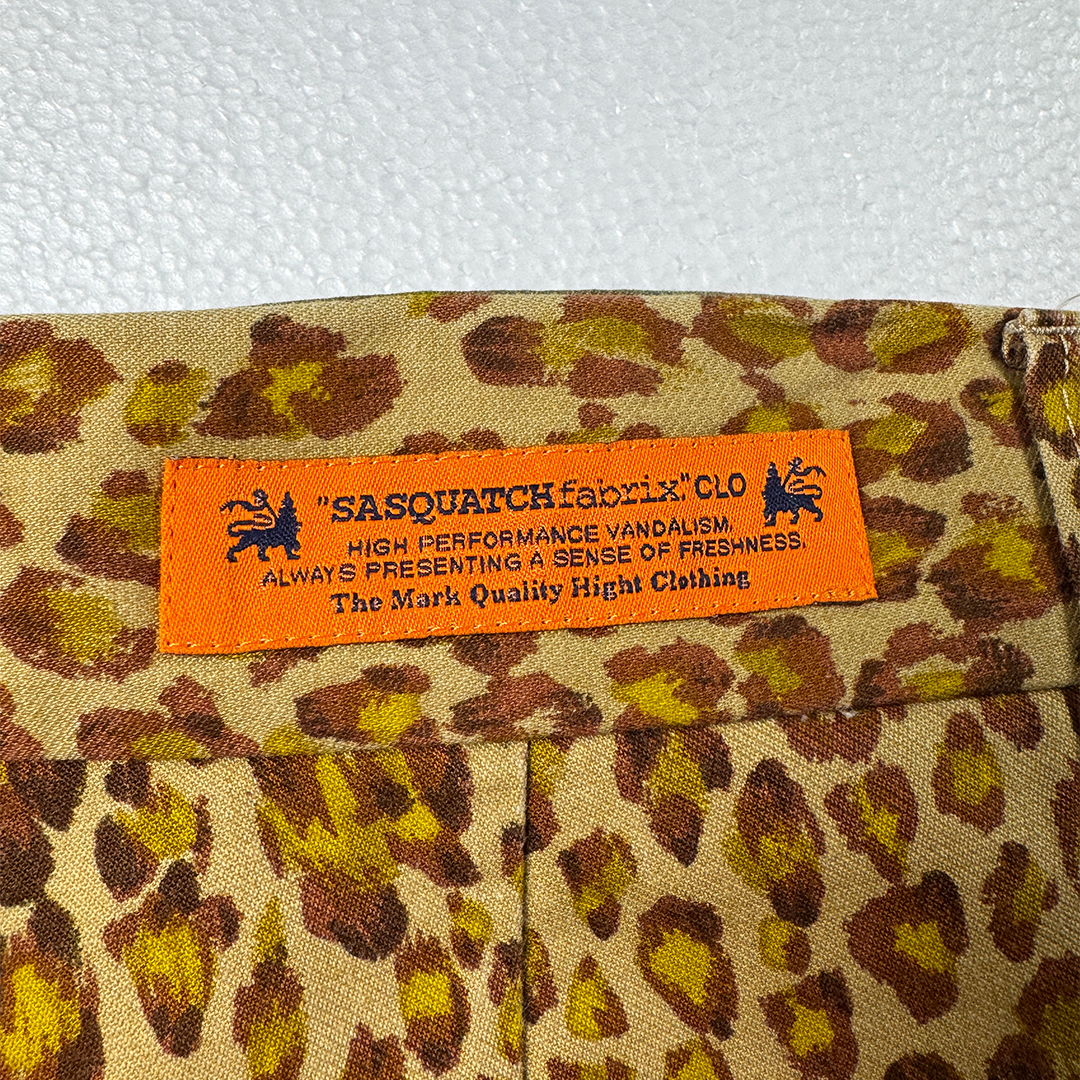 "SASQUATCHfabrix"CLO
HIGH PERFORMANCE VANDALISM.
ALWAYS PRESENTING A SENSE OF FRESHNESS.
The Mark Quality Hight Clothing